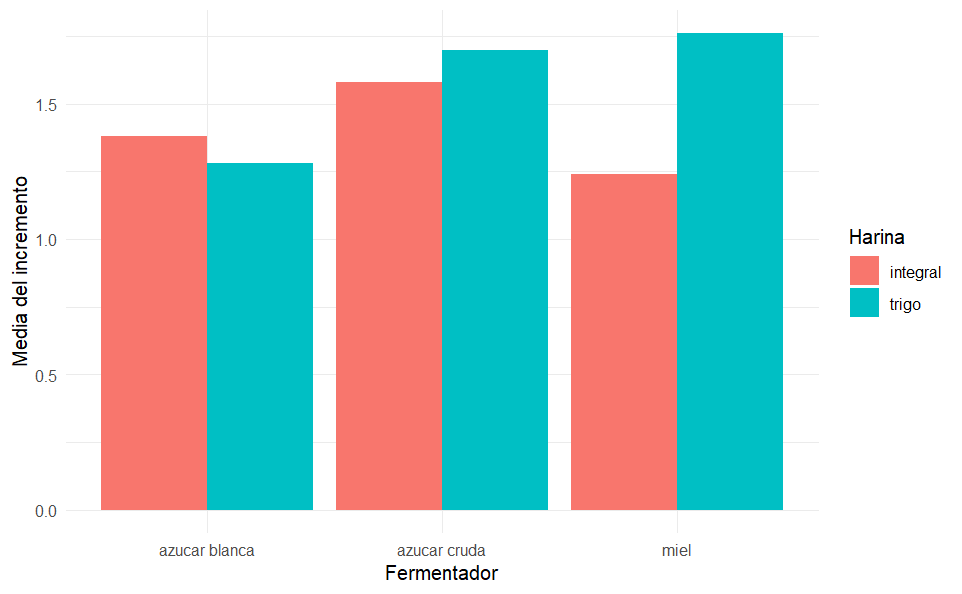 Media del incremento
1.5
1.0
0.5
0.0
azucar blanca
azucar cruda
miel
Fermentador
Harina
integral
trigo